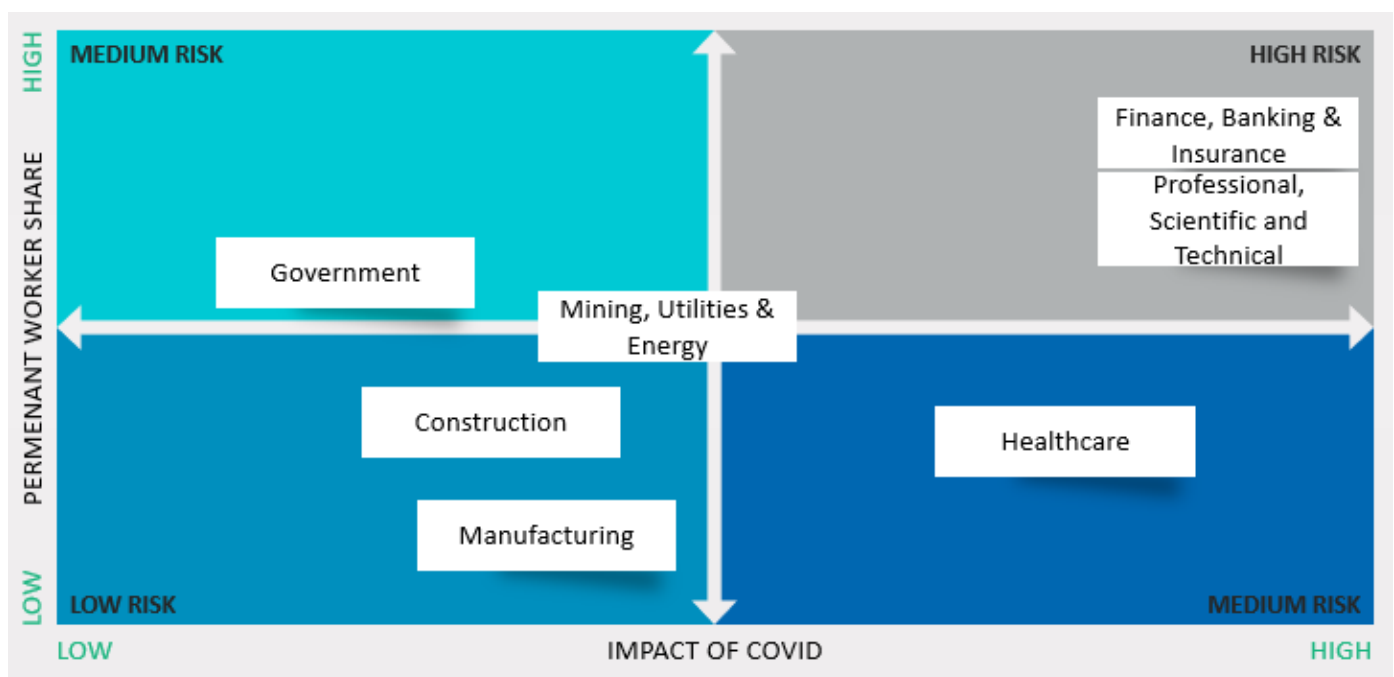 HIGH
MEDIUM RISK
HIGH RISK
Finance, Banking &
Insurance
Professional,
Scientific and
Technical
PERMENANT WORKER SHARE
Government
Mining, Utilities &
Energy
Construction
Healthcare
Manufacturing
LOW
LOW RISK
MEDIUM RISK
LOW
IMPACT OF COVID
HIGH